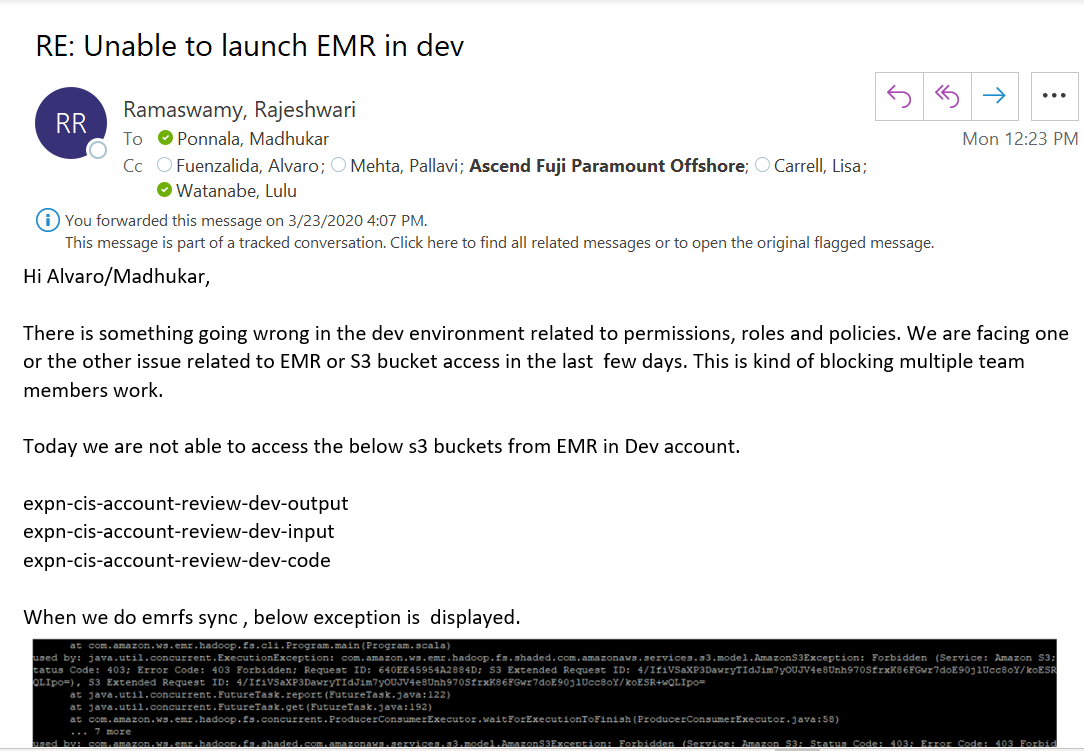 RE: Unable to launch EMR in dev
RR
Ramaswamy, Rajeshwari
To Ponnala, Madhukar
Mon 12:23 PM
Cc Fuenzalida, Alvaro; Mehta, Pallavi; Ascend Fuji Paramount Offshore; Carrell, Lisa;
Watanabe, Lulu
You forwarded this message on 3/23/2020 4:07 PM.
This message is part of a tracked conversation. Click here to find all related messages or to open the original flagged message.
Hi Alvaro/Madhukar,
There is something going wrong in the dev environment related to permissions, roles and policies. We are facing one
or the other issue related to EMR or S3 bucket access in the last few days. This is kind of blocking multiple team
members work.
Today we are not able to access the below s3 buckets from EMR in Dev account.
expn-cis-account-review-dev-output
expn-cis-account-review-dev-input
expn-cis-account-review-dev-code
When we do emrfs sync , below exception is displayed.
at com.amazon.ws.emr.hadoop.fs.cli.Program.main(Program.scala)
used by: java.util.concurrent.ExecutionException: com.amazon.ws.emr.hadoop.fs.shaded.com.amazonaws.services.s3.model.AmazonS3Exception: Forbidden (Service: Amazon S3;
tatus Code: 403; Error Code: 403 Forbidden; Request ID: 640EE45954A2884D; S3 Extended Request ID: 4/IfiVSaXP3DawzyTIdJim7yOUJV4e8Unh970SfrxK86FGwr7doE90j1Ucc8oY/koESR
QLIpo=), S3 Extended Request ID: 4/IfiVSaXP3DawzyTIdJim7yOUJV4e8Unh970SfrxK86FGwr7doE90j1Ucc8oY/koESR+wQLIpo=
at java.util.concurrent.FutureTask.report(FutureTask.java:122)
at java.util.concurrent.FutureTask.get(FutureTask.java:192)
at com.amazon.ws.emr.hadoop.fs.concurrent.ProducerConsumerExecutor.waitForExecutionToFinish(ProducerConsumerExecutor.java:58)
... 7 more
used by: com.amazon.ws.emr.hadoop.fs.shaded.com.amazonaws.services.s3.model.AmazonS3Exception: Forbidden (Service: Amazon S3; Status Code: 403; Error Code: 403 Forbid